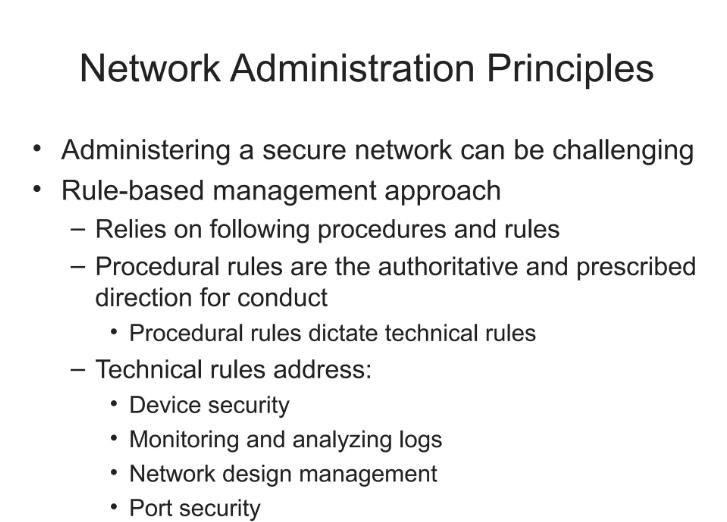 Network Administration Principles
• Administering a secure network can be challenging
• Rule-based management approach
– Relies on following procedures and rules
– Procedural rules are the authoritative and prescribed
direction for conduct
• Procedural rules dictate technical rules
– Technical rules address:
• Device security
• Monitoring and analyzing logs
• Network design management
• Port security